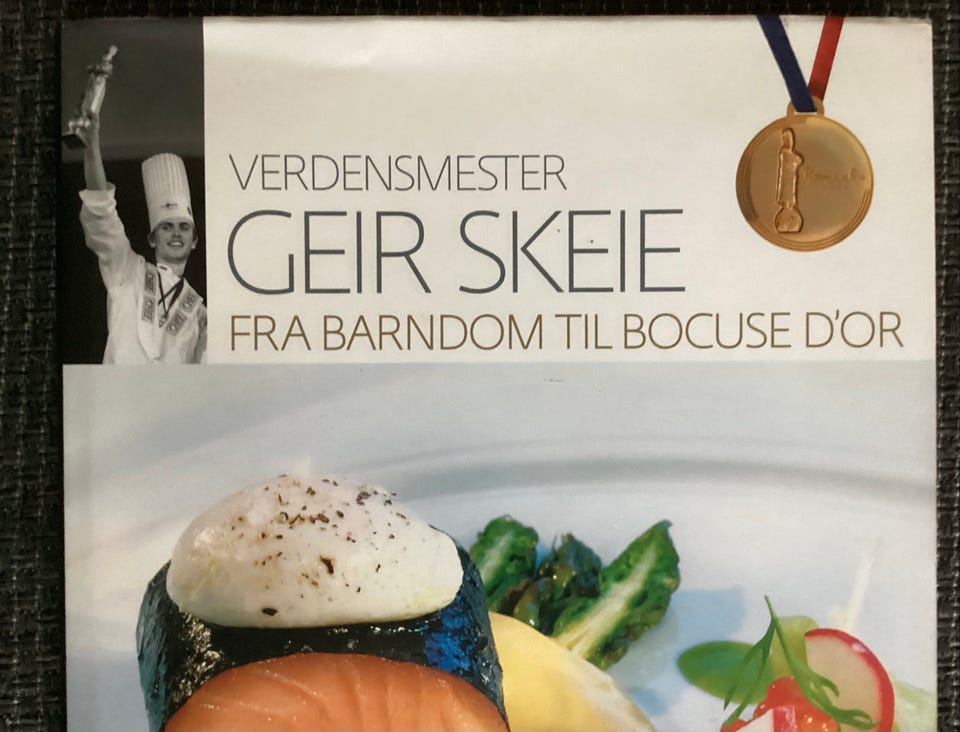 VERDENSMESTER
GEIR SKEIE
FRA BARNDOM TIL BOCUSE D'OR